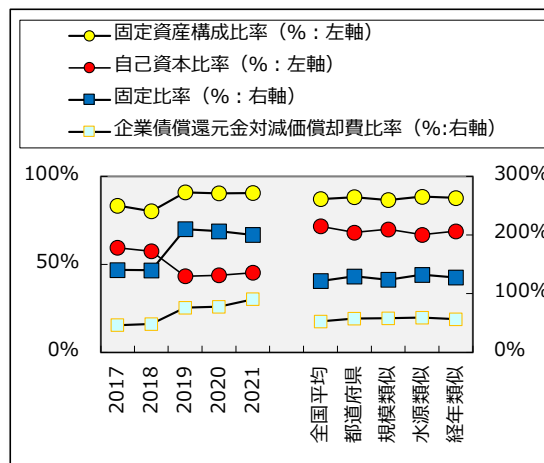 固定資産構成比率（%：左軸）
自己資本比率（%：左軸）
固定比率（%：右軸）
企業債償還元金対減価償却費比率（%:右軸）
100%
50%
0%
300%
200%
100%
0%
2017
2018
2019
2020
2021
全国平均
都道府県
規模類似
水源類似
経年類似